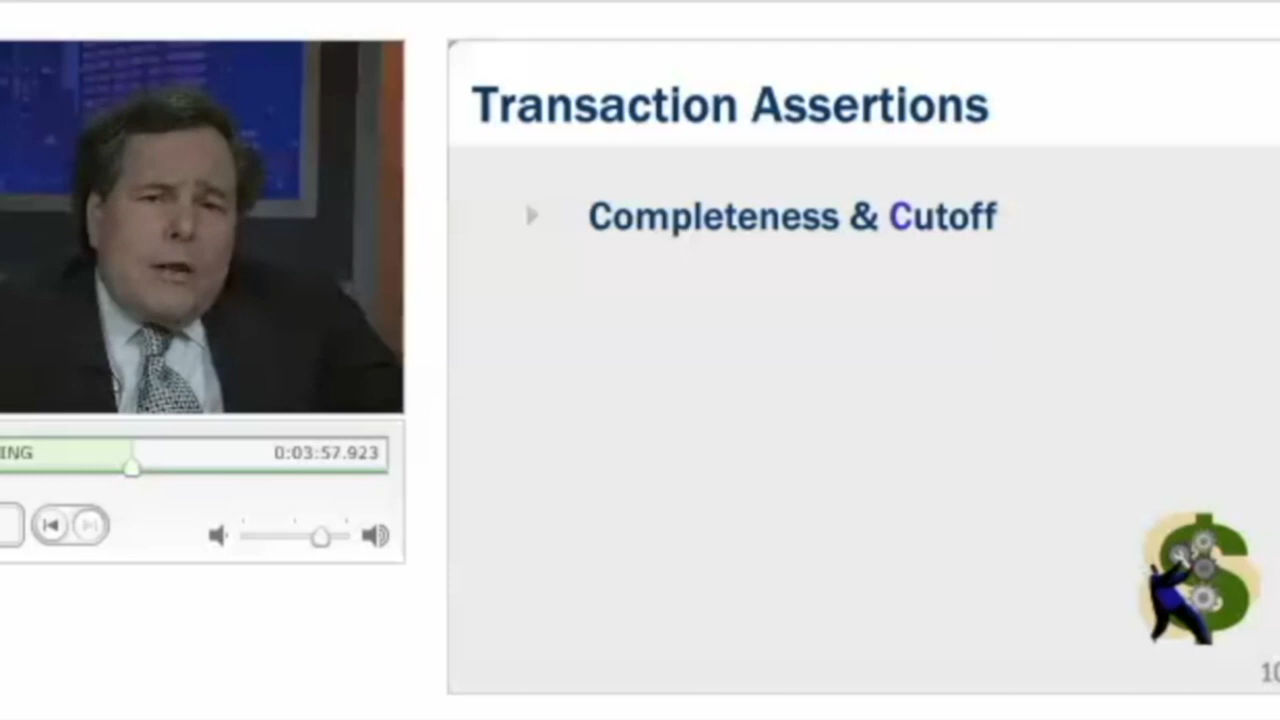 Transaction Assertions
Completeness & Cutoff
ING
0:03:57.923
10